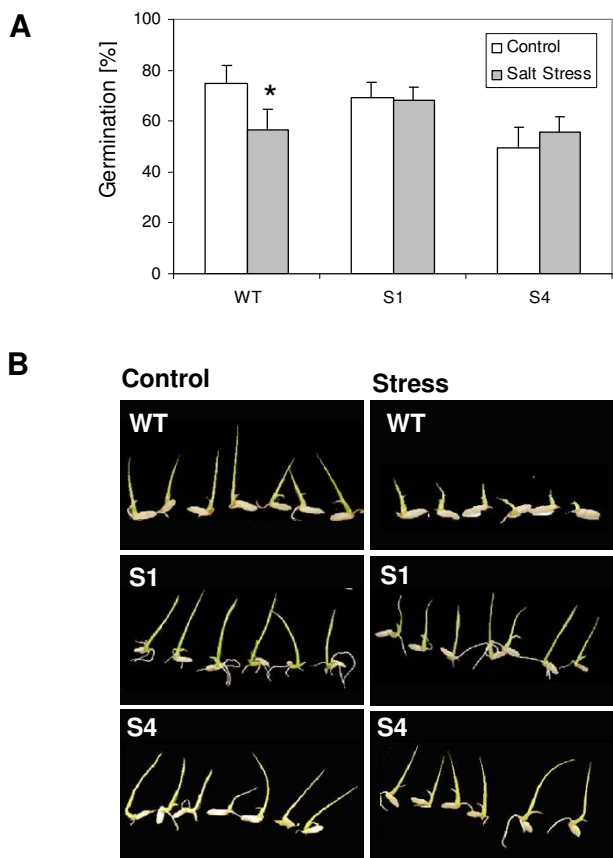 A
Germination [%]
100
80
60
40
20
0
*
Control
Salt Stress
WT
S1
S4
B
Control
Stress
WT
WT
S1
S1
S4
S4